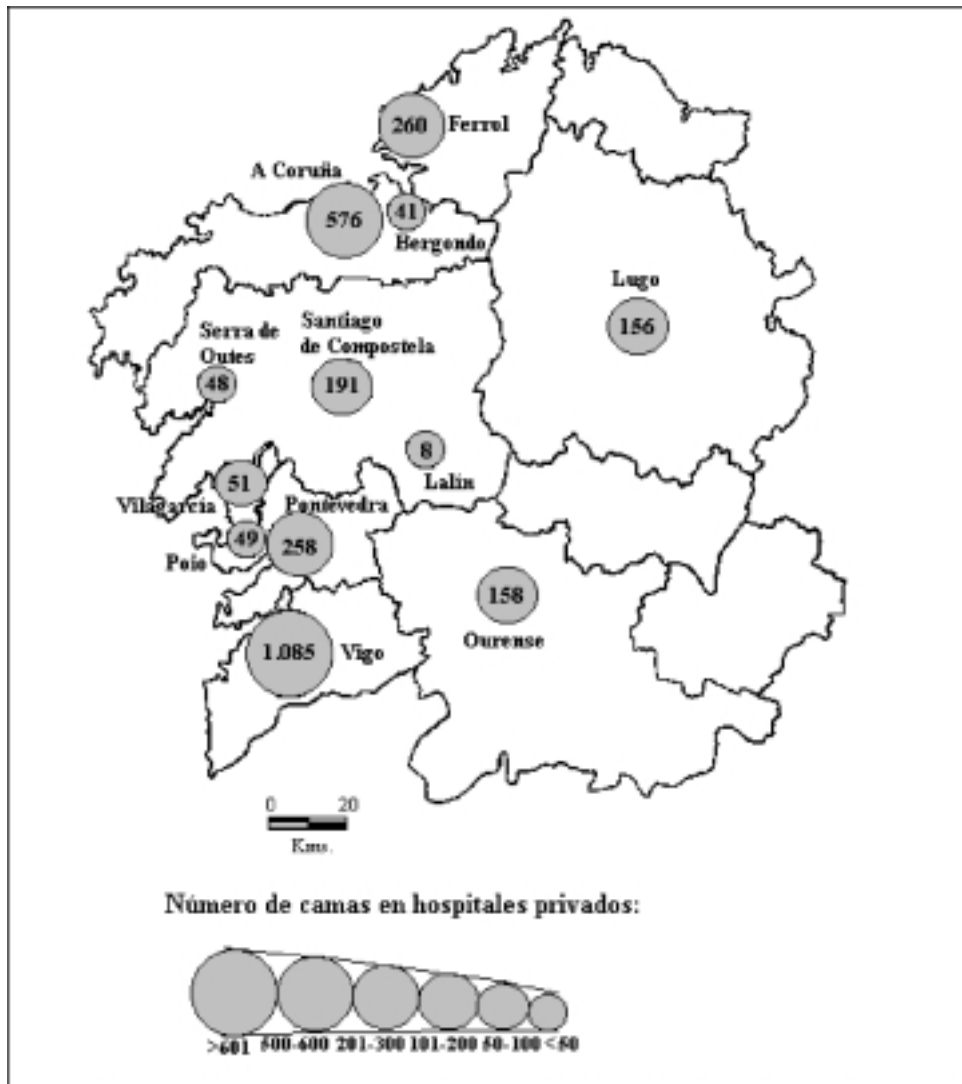 260 Ferrol
A Coruña
576
41
Bergondo
Lugo
156
Serra de
Outes
48
Santiago
de Compostela
191
8
Lalín
51
Vilagarcía
Pontevedra
258
49
Poio
158
Ourense
1.085 Vigo
0 20
Kms.
Número de camas en hospitales privados:
>601 500-600 201-300 101-200 50-100 <50